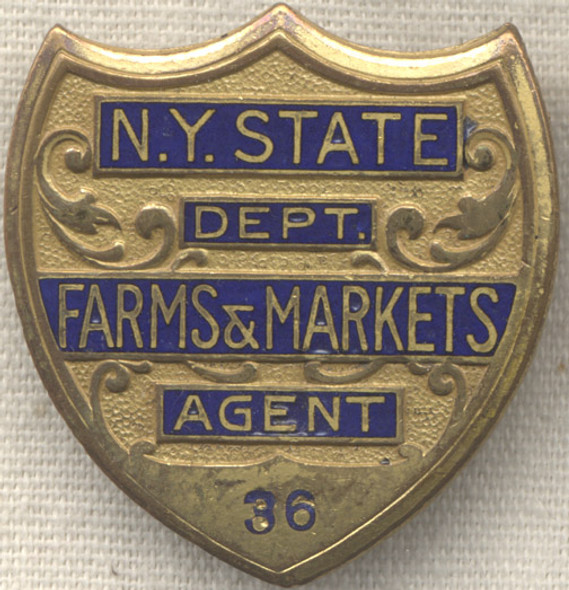 N.Y. STATE
DEPT.
FARMS & MARKETS
AGENT
36